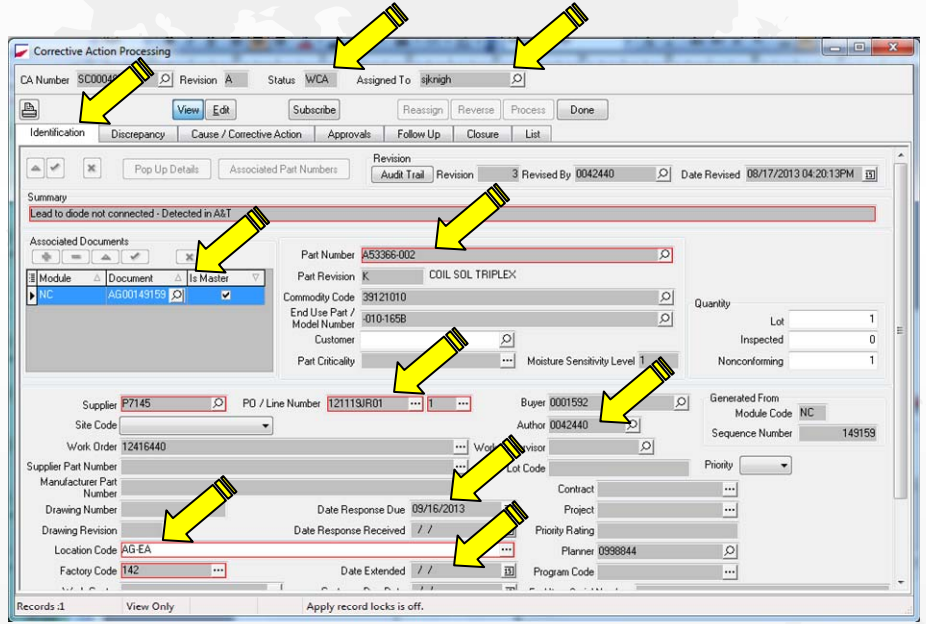 Corrective Action Processing
CA Number SC0004 Revision A Status WCA Assigned To sjknigh
View Edit Subscribe Reassign Reverse Process Done
Identification Discrepancy Cause / Corrective Action Approvals Follow Up Closure List
Pop Up Details Associated Part Numbers
Revision
Audit Trail Revision 3 Revised By 0042440 Date Revised 08/17/2013 04:20:13PM
Summary
Lead to diode not connected - Detected in A&T
Associated Documents
Module Document Is Master
NC AG00149159
Part Number A53366-002
Part Revision K COIL SOL TRIPLEX
Commodity Code 39121010
End Use Part / Model Number -010-165B
Customer
Part Criticality Moisture Sensitivity Level 1
Quantity
Lot 1
Inspected 0
Nonconforming 1
Supplier P7145 PO / Line Number 121119JR01 1 Buyer 0001592
Site Code Author 0042440
Generated From
Module Code NC
Sequence Number 149159
Work Order 12416440
Supplier Part Number Lot Code Priority
Manufacturer Part Number
Contract
Drawing Number Date Response Due 09/16/2013 Project
Drawing Revision Date Response Received / / Priority Rating
Location Code AG-EA Planner 0998844
Factory Code 142 Date Extended / / Program Code
Records :1 View Only Apply record locks is off.